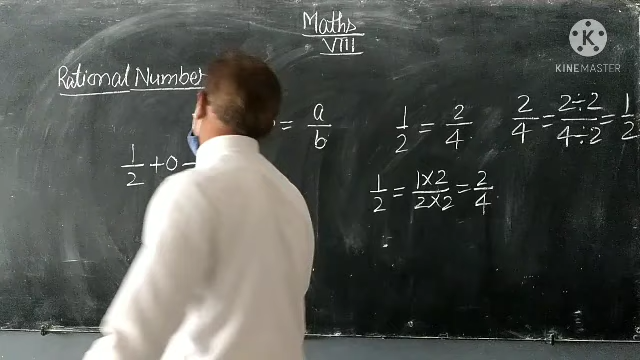 Maths
VIII
Rational Number
= a/b
1/2 + 0 -
1/2 = 2/4
1/2 = 1×2/2×2 = 2/4
2/4 = 2÷2/4÷2 = 1/2
K
KINEMASTER